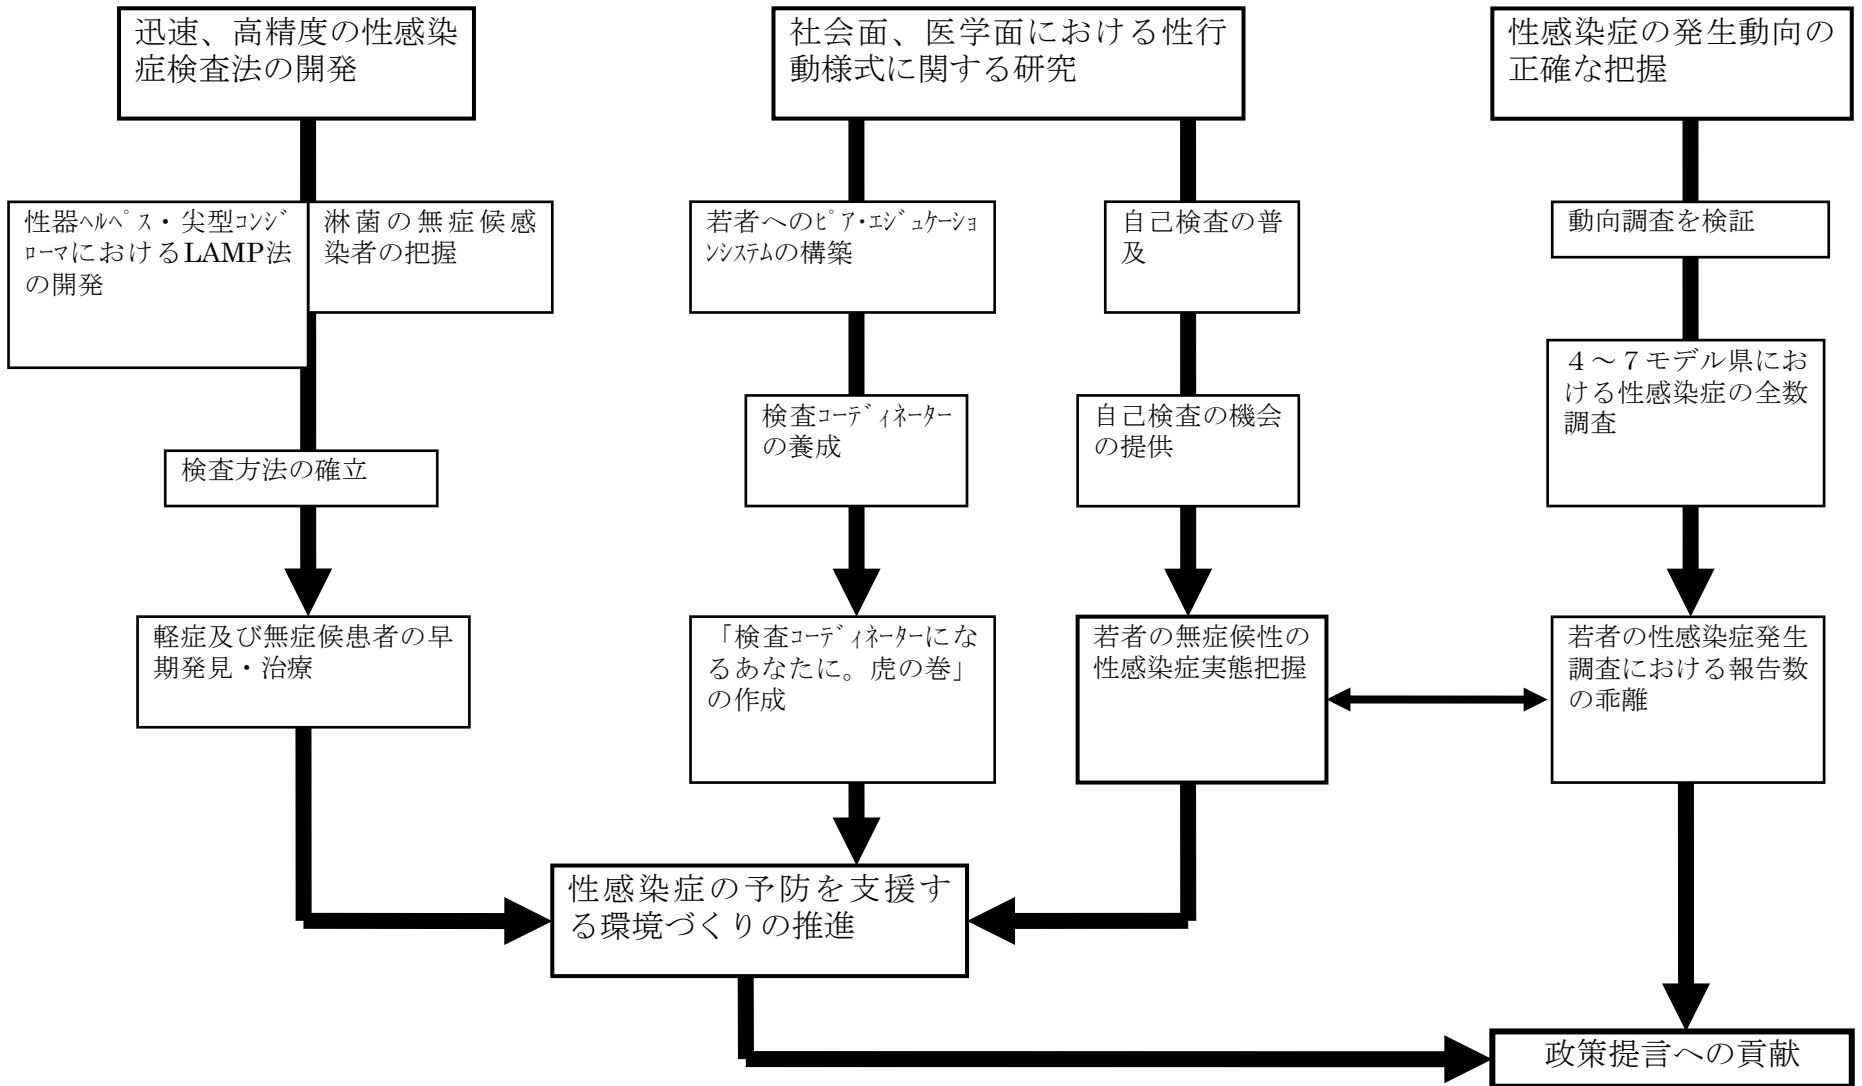 迅速、高精度の性感染
症検査法の開発
社会面、医学面における性行
動様式に関する研究
性感染症の発生動向の
正確な把握
性器ﾍﾙﾍﾟｽ・尖型ｺﾝｼﾞ
ﾛｰﾏにおけるLAMP法
の開発
淋菌の無症候感
染者の把握
若者へのﾋﾟｱ･ｴｼﾞｭｹｰｼｮ
ﾝｼｽﾃﾑの構築
自己検査の普
及
動向調査を検証
４～７モデル県にお
ける性感染症の全数
調査
検査ｺｰﾃﾞｨﾈｰﾀｰ
の養成
自己検査の機会
の提供
検査方法の確立
軽症及び無症候患者の早
期発見・治療
「検査ｺｰﾃﾞｨﾈｰﾀｰにな
るあなたに。虎の巻」
の作成
若者の無症候性の
性感染症実態把握
若者の性感染症発生
調査における報告数
の乖離
性感染症の予防を支援す
る環境づくりの推進
政策提言への貢献